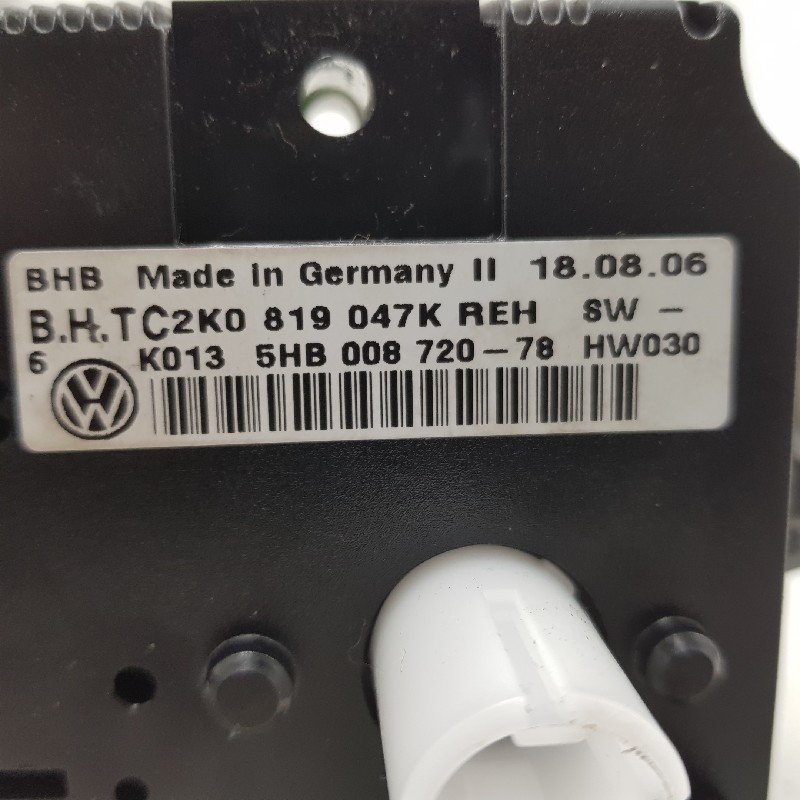 BHB Made In Germany II 18.08.06
B.H.TC2K0 819 047K REH SW -
6 K013 5HB 008 720-78 HW030
VW